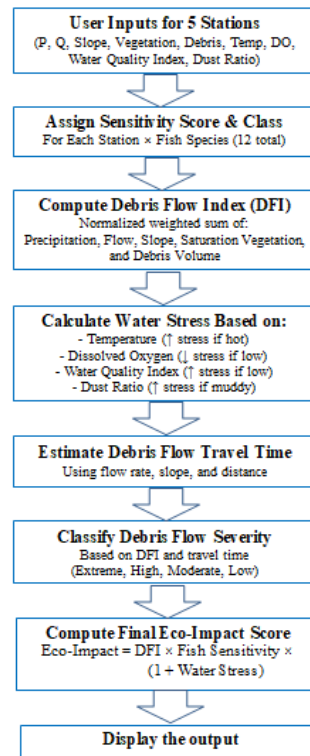 User Inputs for 5 Stations
(P, Q, Slope, Vegetation, Debris, Temp, DO,
Water Quality Index, Dust Ratio)
Assign Sensitivity Score & Class
For Each Station × Fish Species (12 total)
Compute Debris Flow Index (DFI)
Normalized weighted sum of:
Precipitation, Flow, Slope, Saturation Vegetation,
and Debris Volume
Calculate Water Stress Based on:
- Temperature (↑ stress if hot)
- Dissolved Oxygen (↓ stress if low)
- Water Quality Index (↑ stress if low)
- Dust Ratio (↑ stress if muddy)
Estimate Debris Flow Travel Time
Using flow rate, slope, and distance
Classify Debris Flow Severity
Based on DFI and travel time
(Extreme, High, Moderate, Low)
Compute Final Eco-Impact Score
Eco-Impact = DFI × Fish Sensitivity ×
(1 + Water Stress)
Display the output